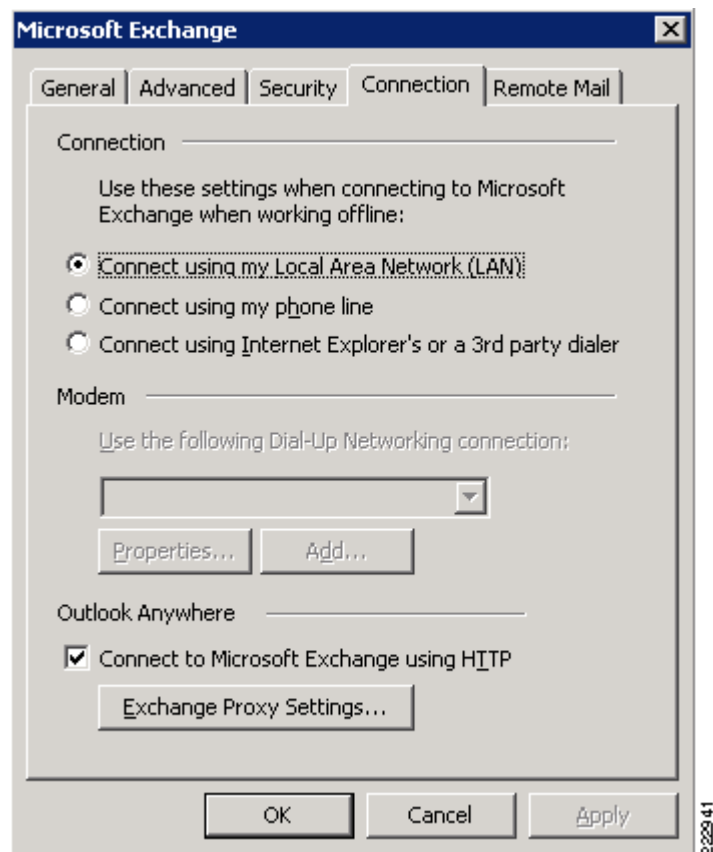 Microsoft Exchange
General Advanced Security Connection Remote Mail
Connection
Use these settings when connecting to Microsoft
Exchange when working offline:
Connect using my Local Area Network (LAN)
Connect using my phone line
Connect using Internet Explorer's or a 3rd party dialer
Modem
Use the following Dial-Up Networking connection:
Properties... Add...
Outlook Anywhere
Connect to Microsoft Exchange using HTTP
Exchange Proxy Settings...
OK Cancel Apply
222941